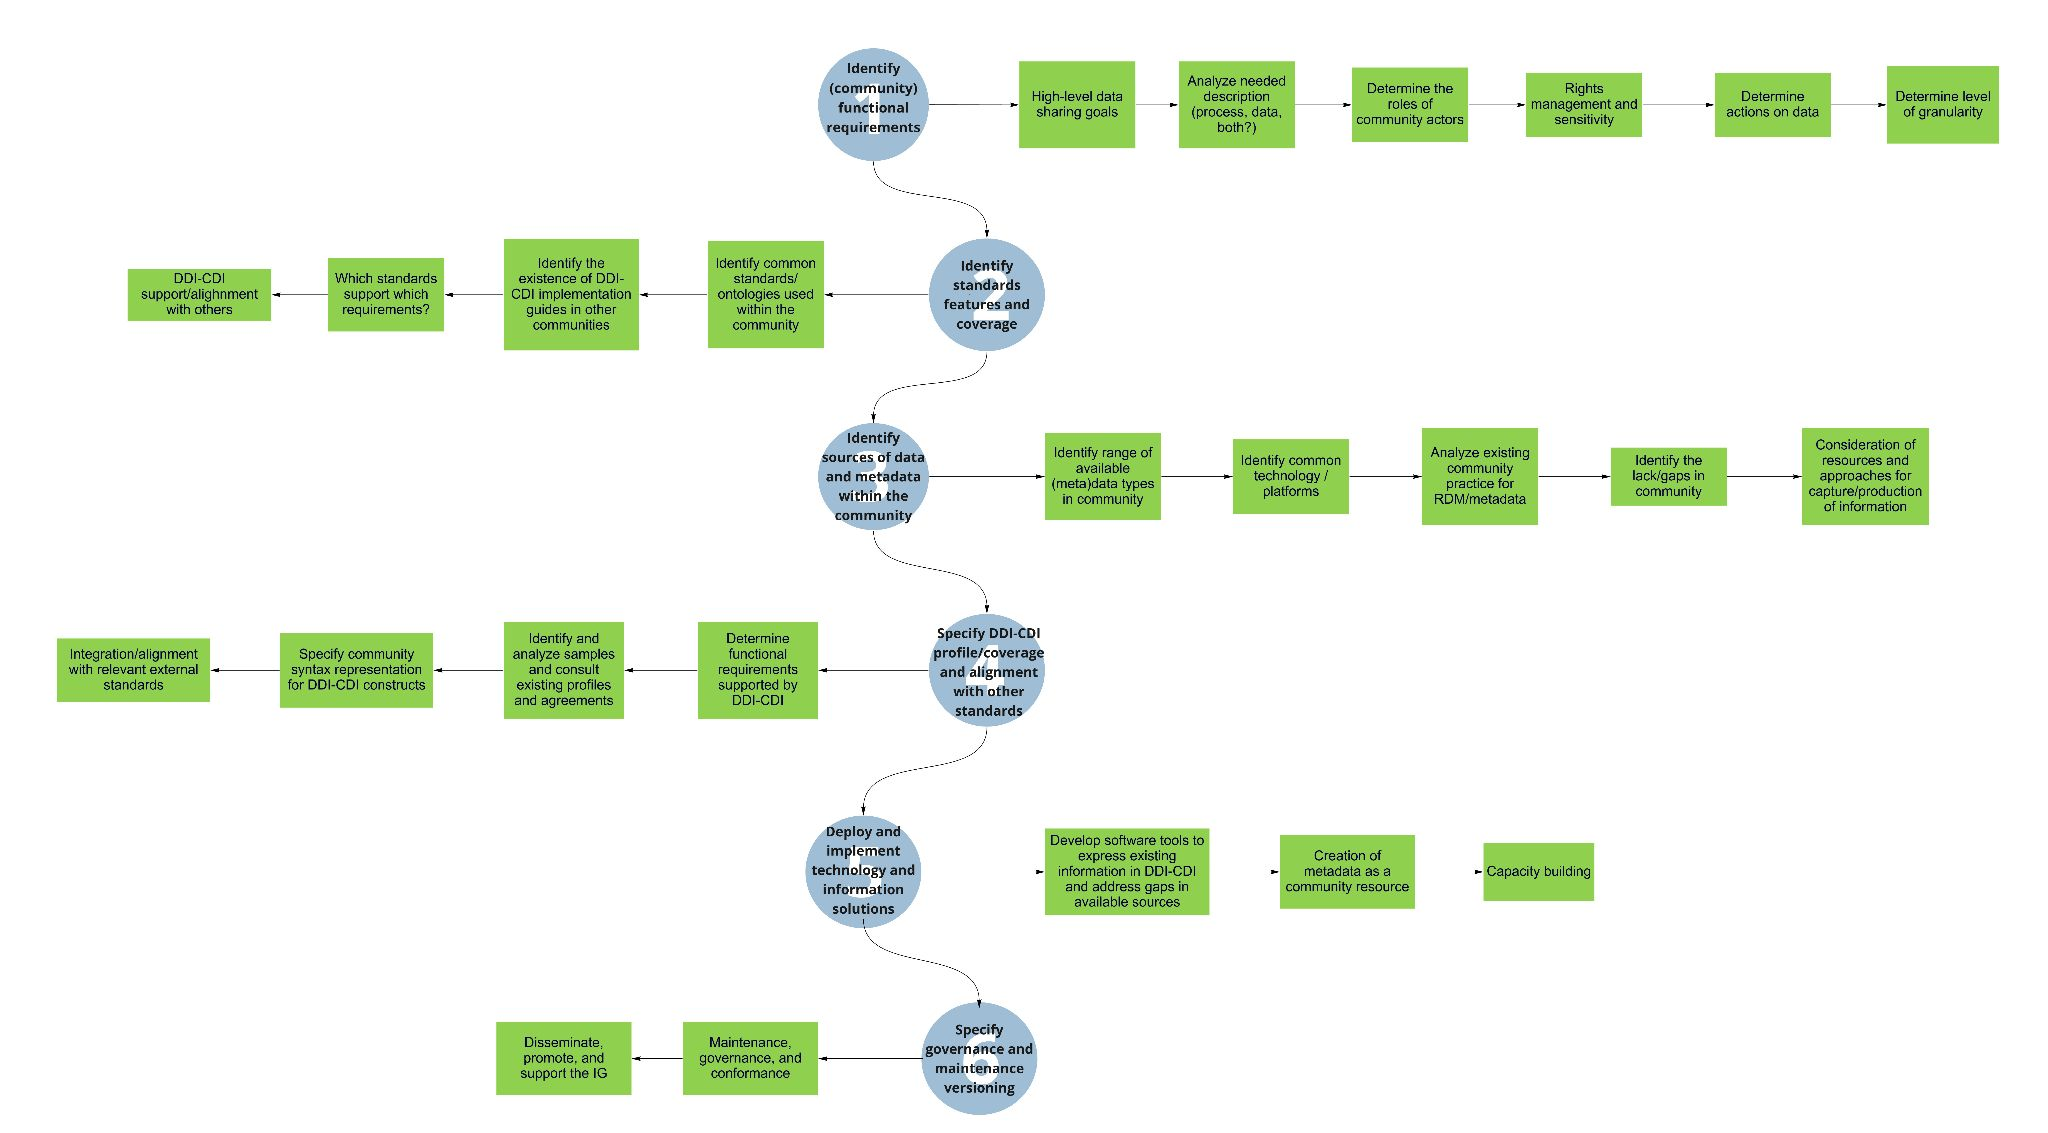 Identify
(community)
functional
requirements
1
High-level data
sharing goals
Analyze needed
description
(process, data,
both?)
Determine the
roles of
community actors
Rights
management and
sensitivity
Determine
actions on data
Determine level
of granularity
Identify
standards
features and
coverage
2
Identify common
standards/
ontologies used
within the
community
Identify the
existence of DDI-
CDI implementation
guides in other
communities
Which standards
support which
requirements?
DDI-CDI
support/alighnment
with others
Identify
sources of data
and metadata
within the
community
3
Identify range of
available
(meta)data types
in community
Identify common
technology /
platforms
Analyze existing
community
practice for
RDM/metadata
Identify the
lack/gaps in
community
Consideration of
resources and
approaches for
capture/production
of information
Specify DDI-CDI
profile/coverage
and alignment
with other
standards
4
Determine
functional
requirements
supported by
DDI-CDI
Identify and
analyze samples
and consult
existing profiles
and agreements
Specify community
syntax representation
for DDI-CDI constructs
Integration/alignment
with relevant external
standards
Deploy and
implement
technology and
information
solutions
5
Develop software tools to
express existing
information in DDI-CDI
and address gaps in
available sources
Creation of
metadata as a
community resource
Capacity building
Specify
governance and
maintenance
versioning
6
Maintenance,
governance, and
conformance
Disseminate,
promote, and
support the IG